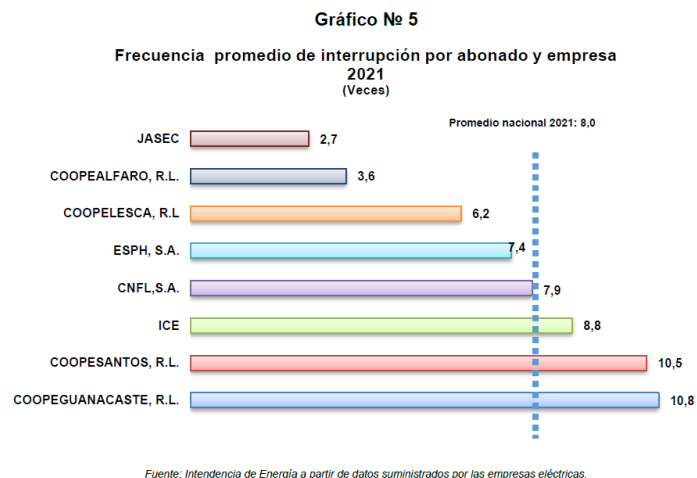 Gráfico № 5
Frecuencia promedio de interrupción por abonado y empresa
2021
(Veces)
Promedio nacional 2021: 8,0
JASEC 2,7
COOPEALFARO, R.L. 3,6
COOPELESCA, R.L 6,2
ESPH, S.A. 7,4
CNFL,S.A. 7,9
ICE 8,8
COOPESANTOS, R.L. 10,5
COOPEGUANACASTE, R.L. 10,8
Fuente: Intendencia de Energía a partir de datos suministrados por las empresas eléctricas.